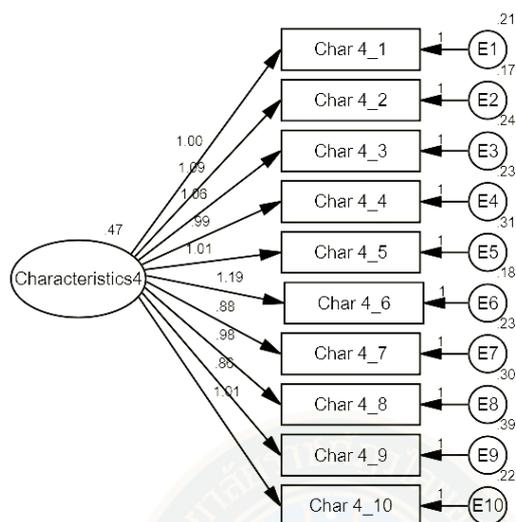 .21
Char 4_1
1
E1
.17
Char 4_2
1
E2
.24
1.00
Char 4_3
1
E3
.23
1.09
1.06
Char 4_4
1
E4
.31
.99
.47
1.01
Char 4_5
1
E5
.18
Characteristics4
1.19
Char 4_6
1
E6
.23
.88
Char 4_7
1
E7
.30
.98
.86
Char 4_8
1
E8
.39
1.01
Char 4_9
1
E9
.22
Char 4_10
1
E10